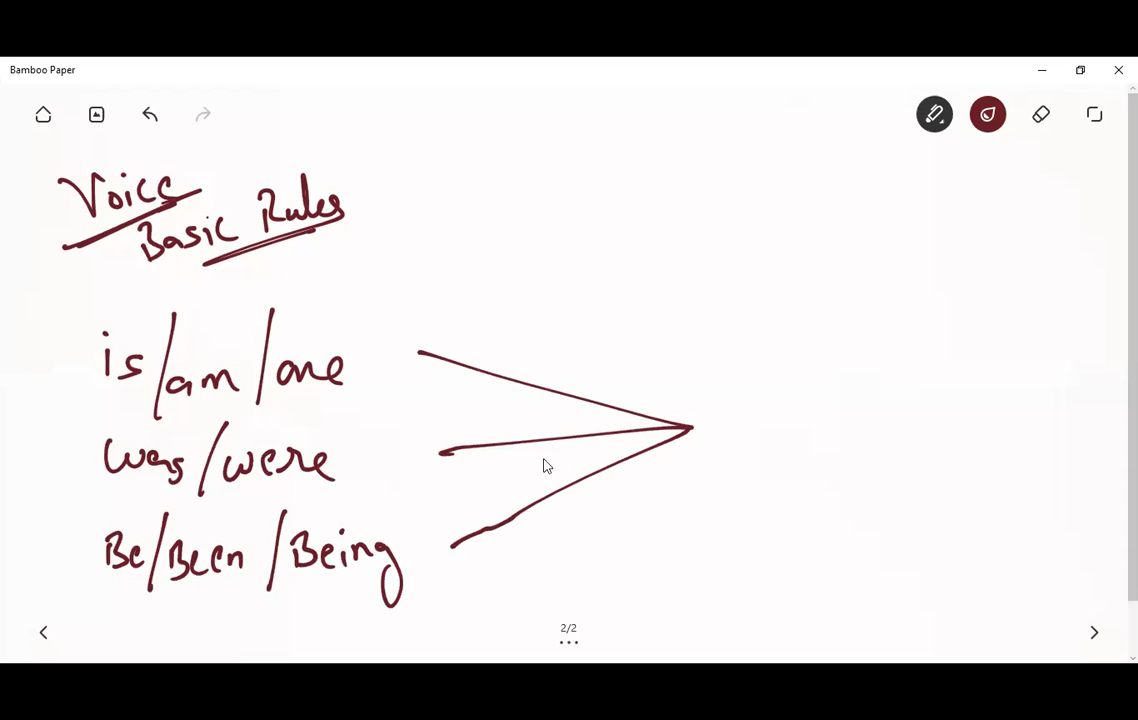 Bamboo Paper
Voice
Basic Rules
is/am/are
was/were
Be/Been/Being
2/2